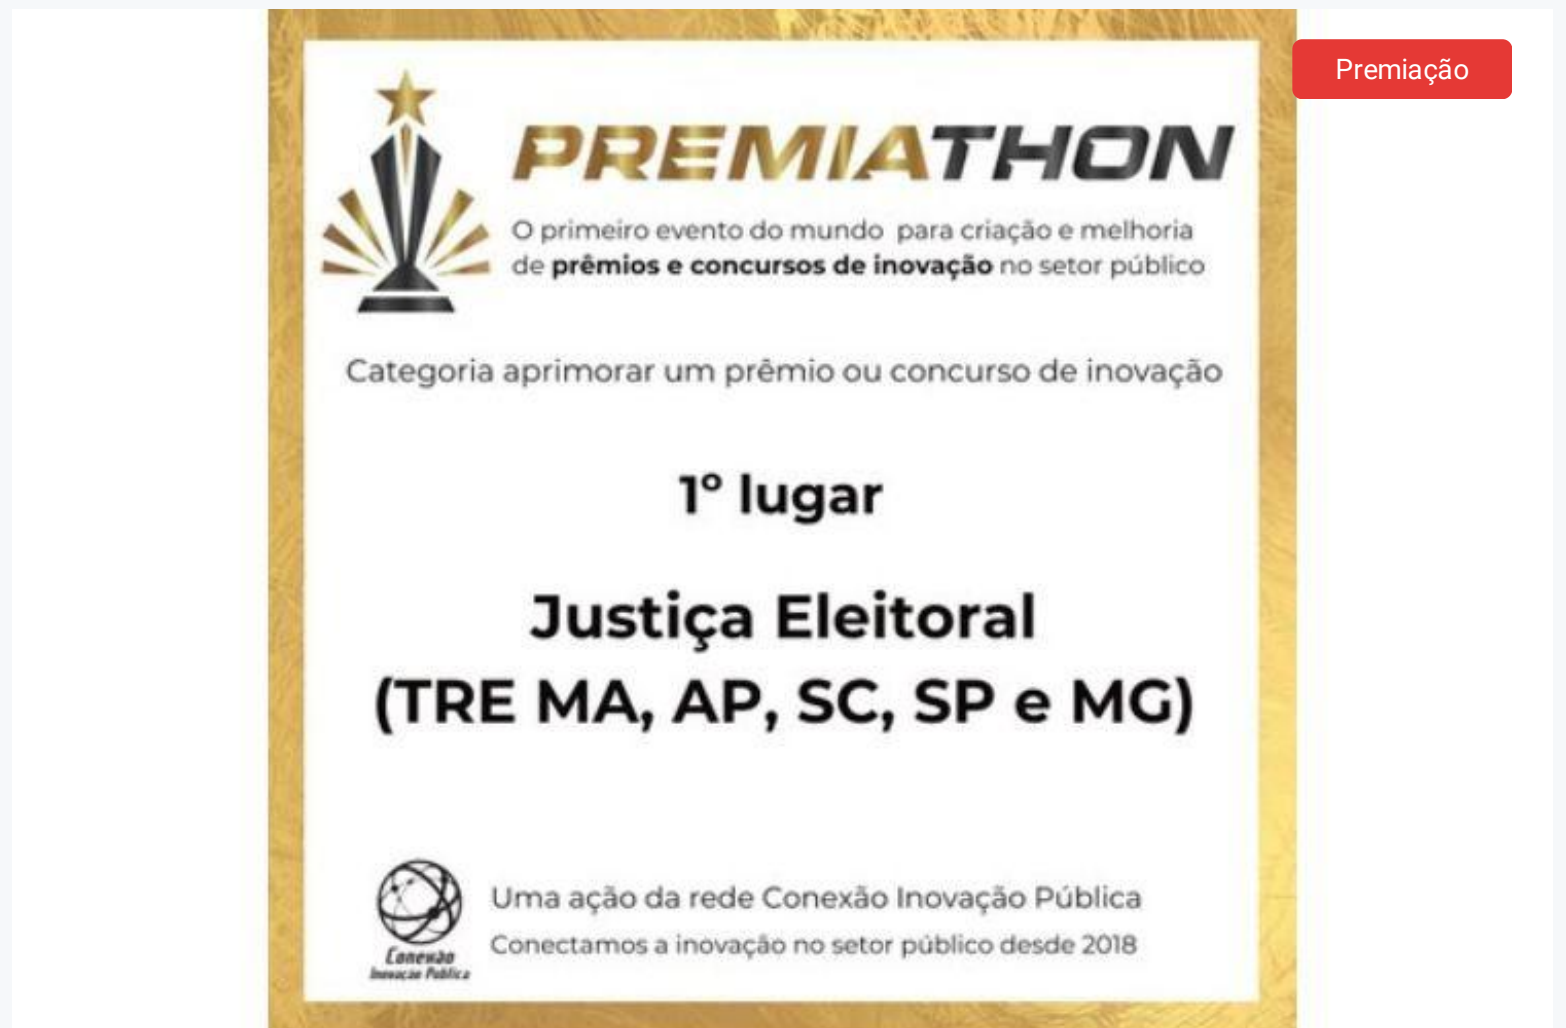 Premiação
PREMIATHON
O primeiro evento do mundo para criação e melhoria
de prêmios e concursos de inovação no setor público
Categoria aprimorar um prêmio ou concurso de inovação
1º lugar
Justiça Eleitoral
(TRE MA, AP, SC, SP e MG)
Uma ação da rede Conexão Inovação Pública
Conectamos a inovação no setor público desde 2018
Conexão
Inovação Pública